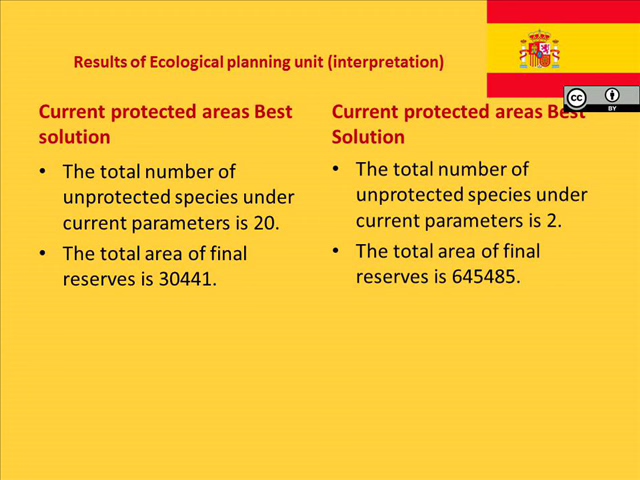 Results of Ecological planning unit (interpretation)
Current protected areas Best
solution
• The total number of
unprotected species under
current parameters is 20.
• The total area of final
reserves is 30441.
Current protected areas Best
Solution
• The total number of
unprotected species under
current parameters is 2.
• The total area of final
reserves is 645485.
cc
BY